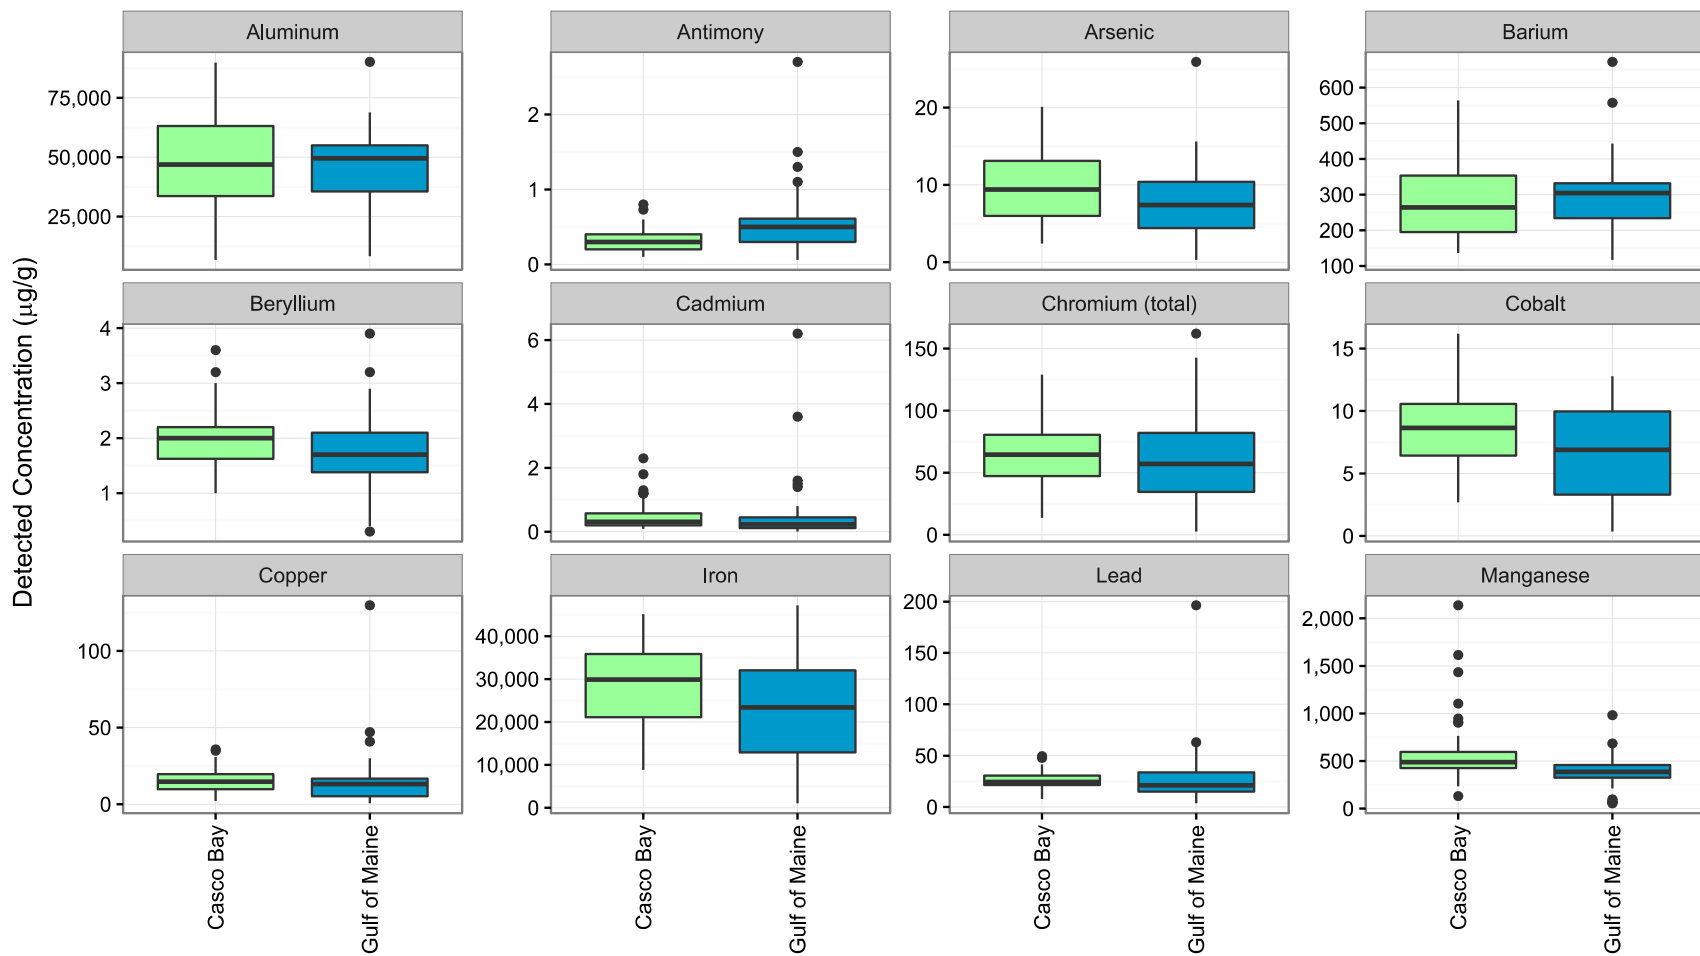 Aluminum
Antimony
Arsenic
Barium
75,000
50,000
25,000
2
1
0
20
10
0
600
500
400
300
200
100
Detected Concentration (µg/g)
Beryllium
Cadmium
Chromium (total)
Cobalt
4
3
2
1
6
4
2
0
150
100
50
0
15
10
5
0
Copper
Iron
Lead
Manganese
100
50
0
40,000
30,000
20,000
10,000
0
200
150
100
50
0
2,000
1,500
1,000
500
0
Casco Bay
Gulf of Maine
Casco Bay
Gulf of Maine
Casco Bay
Gulf of Maine
Casco Bay
Gulf of Maine